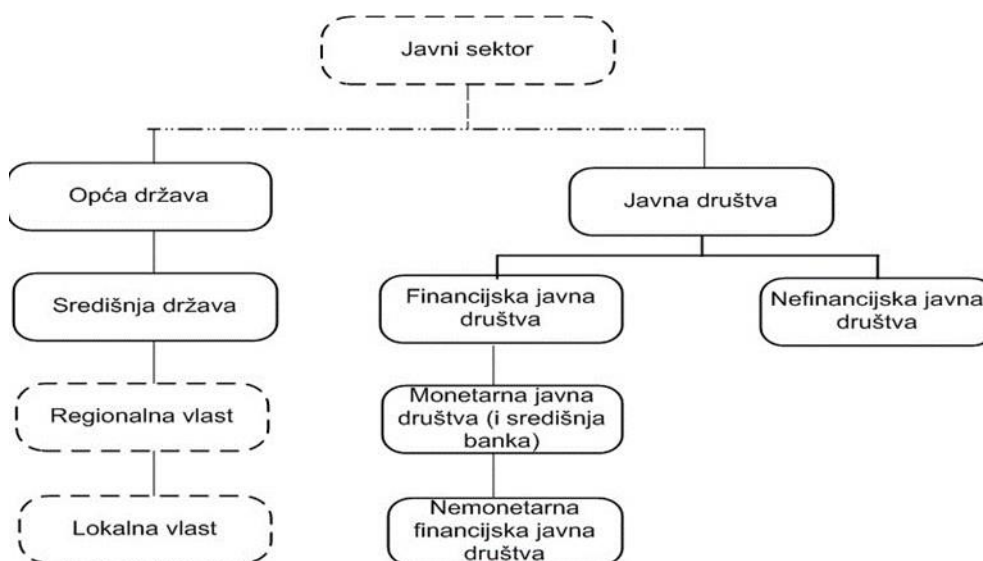 Javni sektor
Opća država
Javna društva
Središnja država
Financijska javna
društva
Nefinancijska javna
društva
Regionalna vlast
Monetarna javna
društva (i središnja
banka)
Lokalna vlast
Nemonetarna
financijska javna
društva